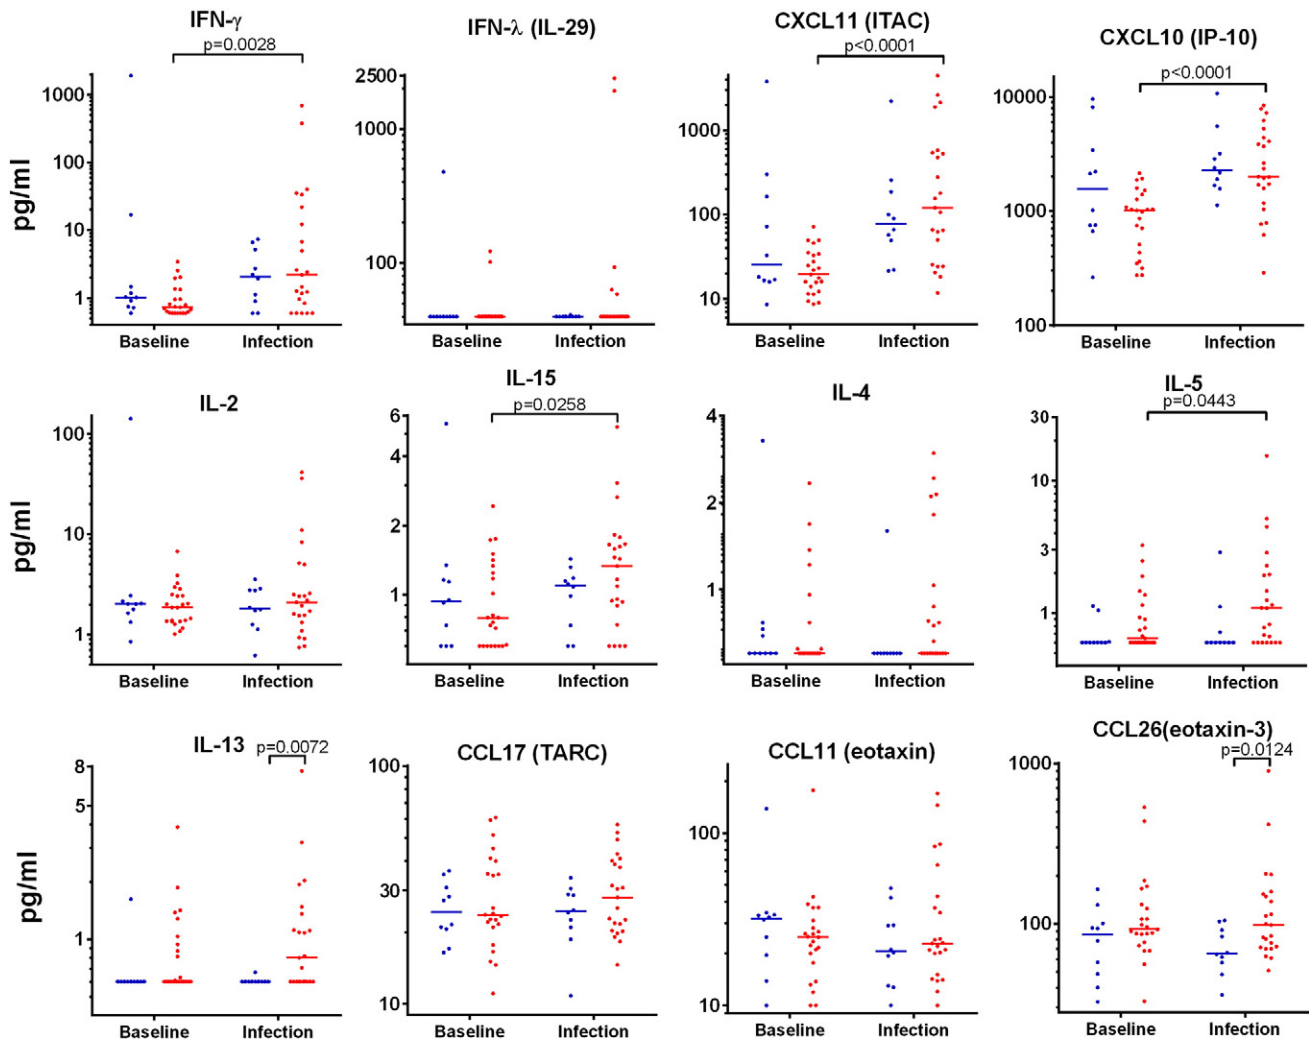 IFN-γ
p=0.0028
1000
100
10
1
pg/ml
Baseline Infection
IFN-λ (IL-29)
2500
1000
100
Baseline Infection
CXCL11 (ITAC)
p<0.0001
1000
100
10
Baseline Infection
CXCL10 (IP-10)
p<0.0001
10000
1000
100
Baseline Infection
IL-2
100
10
1
pg/ml
Baseline Infection
IL-15
p=0.0258
6
4
2
1
Baseline Infection
IL-4
4
2
1
Baseline Infection
IL-5
p=0.0443
30
10
3
1
Baseline Infection
IL-13
p=0.0072
8
5
1
pg/ml
Baseline Infection
CCL17 (TARC)
100
30
10
Baseline Infection
CCL11 (eotaxin)
100
10
Baseline Infection
CCL26(eotaxin-3)
p=0.0124
1000
100
Baseline Infection